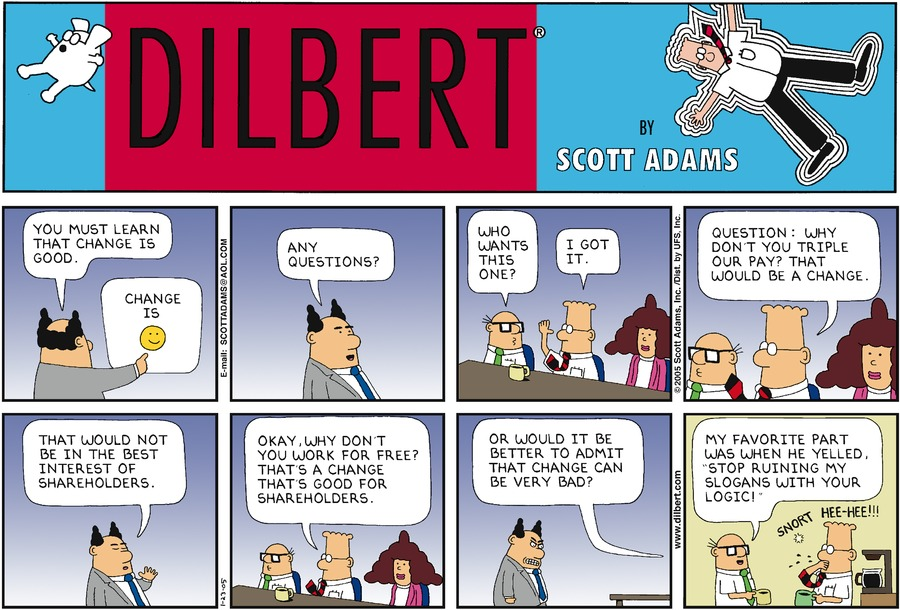 DILBERT®
BY
SCOTT ADAMS
YOU MUST LEARN
THAT CHANGE IS
GOOD.
CHANGE
IS
E-mail: SCOTTADAMS@AOL.COM
ANY
QUESTIONS?
WHO
WANTS
THIS
ONE?
I GOT
IT.
© 2005 Scott Adams, Inc. /Dist. by UFS, Inc.
QUESTION: WHY
DON'T YOU TRIPLE
OUR PAY? THAT
WOULD BE A CHANGE.
THAT WOULD NOT
BE IN THE BEST
INTEREST OF
SHAREHOLDERS.
1-23-05
OKAY, WHY DON'T
YOU WORK FOR FREE?
THAT'S A CHANGE
THAT'S GOOD FOR
SHAREHOLDERS.
OR WOULD IT BE
BETTER TO ADMIT
THAT CHANGE CAN
BE VERY BAD?
www.dilbert.com
MY FAVORITE PART
WAS WHEN HE YELLED,
"STOP RUINING MY
SLOGANS WITH YOUR
LOGIC!"
SNORT
HEE-HEE!!!